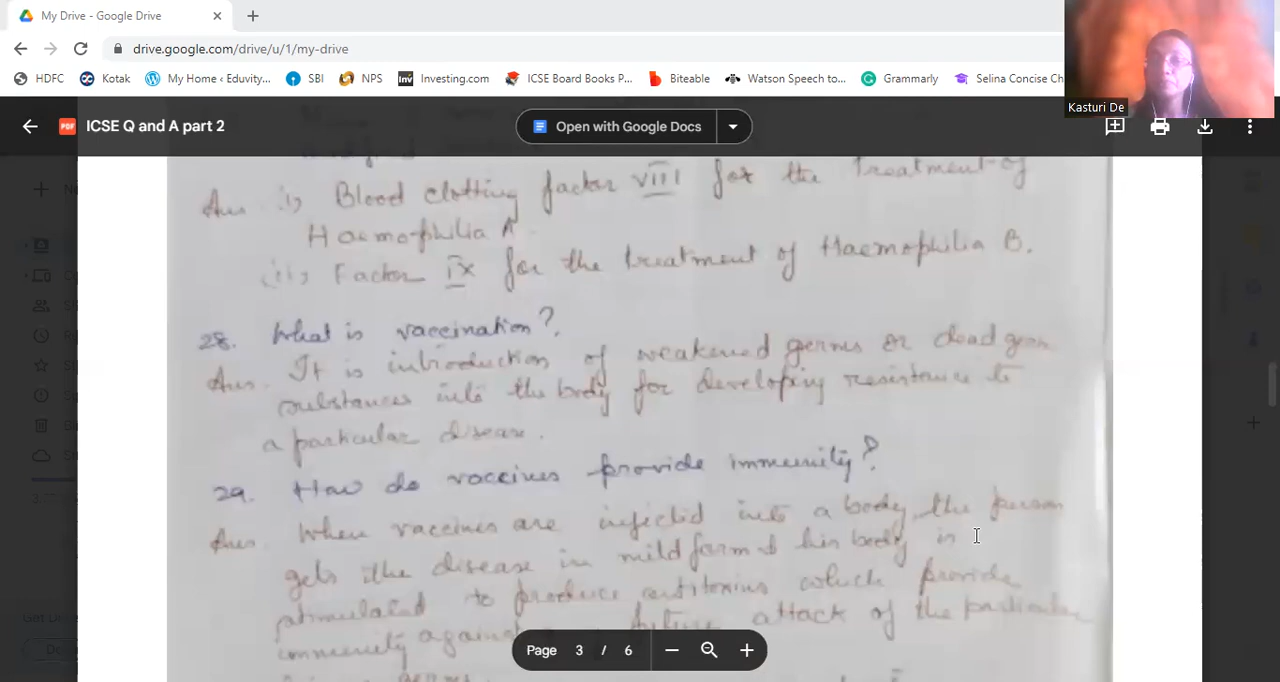 My Drive - Google Drive
drive.google.com/drive/u/1/my-drive
HDFC Kotak My Home ‹ Eduvity... SBI NPS Investing.com ICSE Board Books P... Biteable Watson Speech to... Grammarly Selina Concise Ch
Kasturi De
PDF ICSE Q and A part 2 Open with Google Docs
Ans i) Blood clotting factor VIII for the treatment of
Haemophilia A
(ii) Factor IX for the treatment of Haemophilia B.
28. What is vaccination?
Ans. It is introduction of weakened germs or dead germ
substances into the body for developing resistance to
a particular disease.
29. How do vaccines provide immunity?
Ans When vaccines are injected into a body, the person
gets the disease in mild form & his body is
stimulated to produce antitoxins which provide
immunity against future attack of the particular
Page 3 / 6